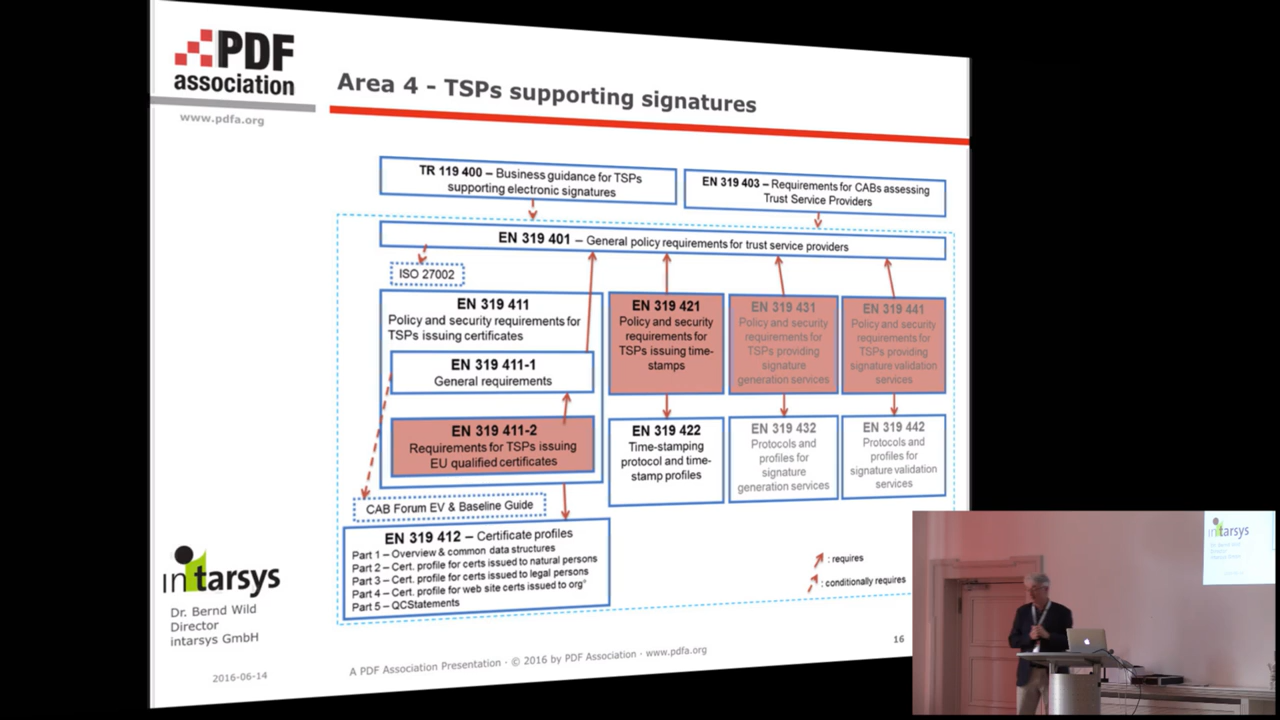 PDF
association
www.pdfa.org
Area 4 - TSPs supporting signatures
TR 119 400 – Business guidance for TSPs
supporting electronic signatures
EN 319 403 – Requirements for CABs assessing
Trust Service Providers
EN 319 401 – General policy requirements for trust service providers
ISO 27002
EN 319 411
Policy and security requirements for
TSPs issuing certificates
EN 319 411-1
General requirements
EN 319 411-2
Requirements for TSPs issuing
EU qualified certificates
EN 319 421
Policy and security
requirements for
TSPs issuing time-
stamps
EN 319 431
Policy and security
requirements for
TSPs providing
signature
generation services
EN 319 441
Policy and security
requirements for
TSPs providing
signature validation
services
EN 319 422
Time-stamping
protocol and time-
stamp profiles
EN 319 432
Protocols and
profiles for
signature
generation services
EN 319 442
Protocols and
profiles for
signature validation
services
CAB Forum EV & Baseline Guide
EN 319 412 – Certificate profiles
Part 1 – Overview & common data structures
Part 2 – Cert. profile for certs issued to natural persons
Part 3 – Cert. profile for certs issued to legal persons
Part 4 – Cert. profile for web site certs issued to org°
Part 5 – QCStatements
: requires
: conditionally requires
intarsys
Dr. Bernd Wild
Director
intarsys GmbH
2016-06-14
A PDF Association Presentation · © 2016 by PDF Association · www.pdfa.org
16
intarsys
Dr. Bernd Wild
Director